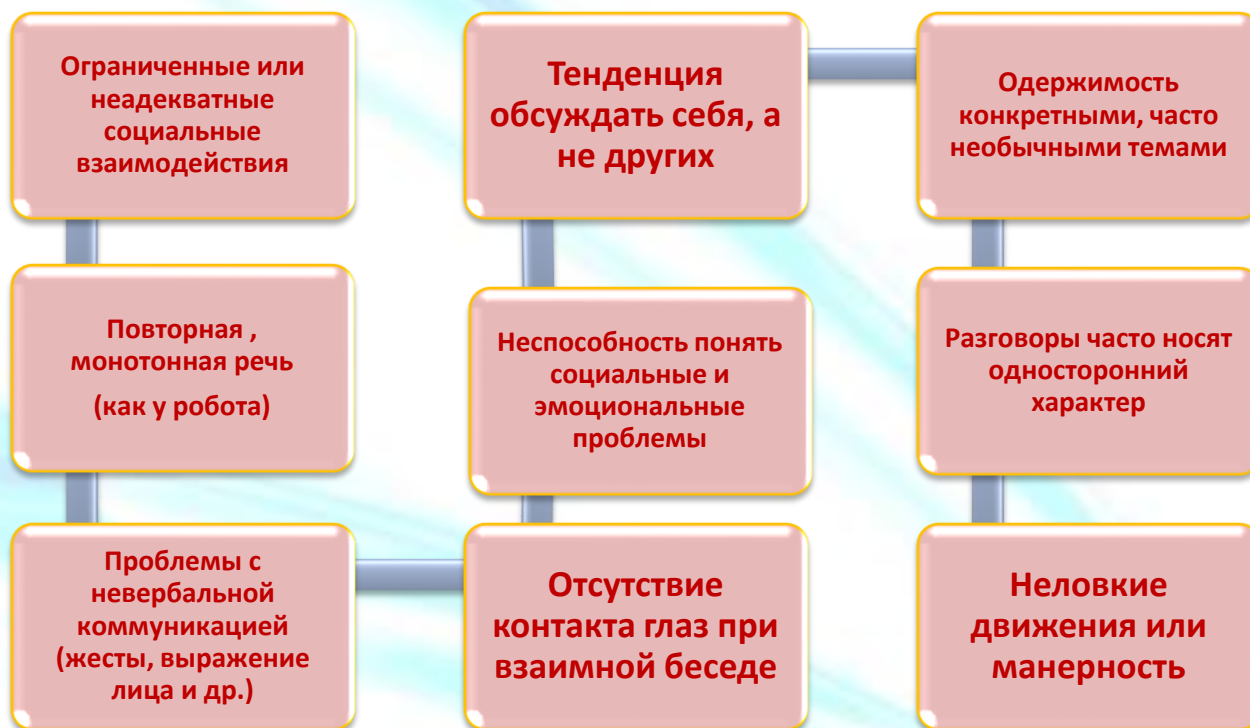 Ограниченные или
неадекватные
социальные
взаимодействия
Повторная ,
монотонная речь
(как у робота)
Проблемы с
невербальной
коммуникацией
(жесты, выражение
лица и др.)
Отсутствие
контакта глаз при
взаимной беседе
Неспособность понять
социальные и
эмоциональные
проблемы
Тенденция
обсуждать себя, а
не других
Одержимость
конкретными, часто
необычными темами
Разговоры часто носят
односторонний
характер
Неловкие
движения или
манерность